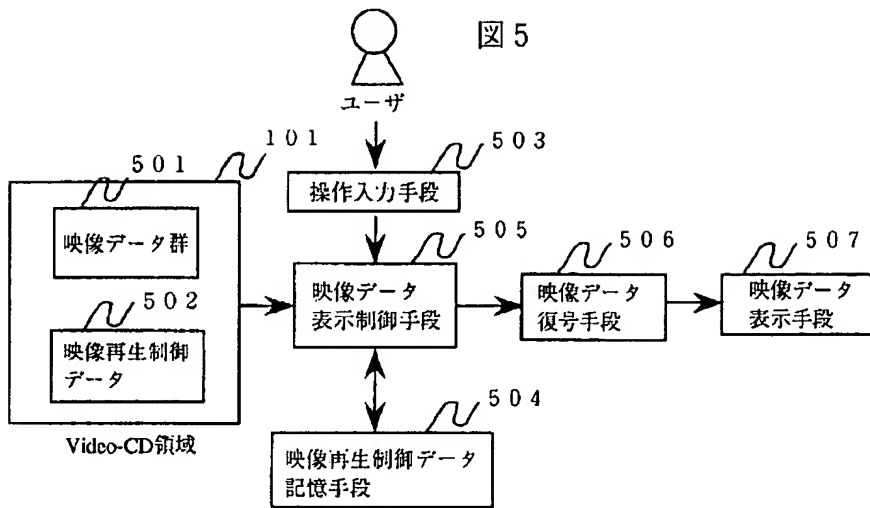 図5
ユーザ
101
501
503
操作入力手段
映像データ群
505
506
507
502
映像データ
表示制御手段
映像データ
復号手段
映像データ
表示手段
映像再生制御
データ
504
Video-CD領域
映像再生制御データ
記憶手段